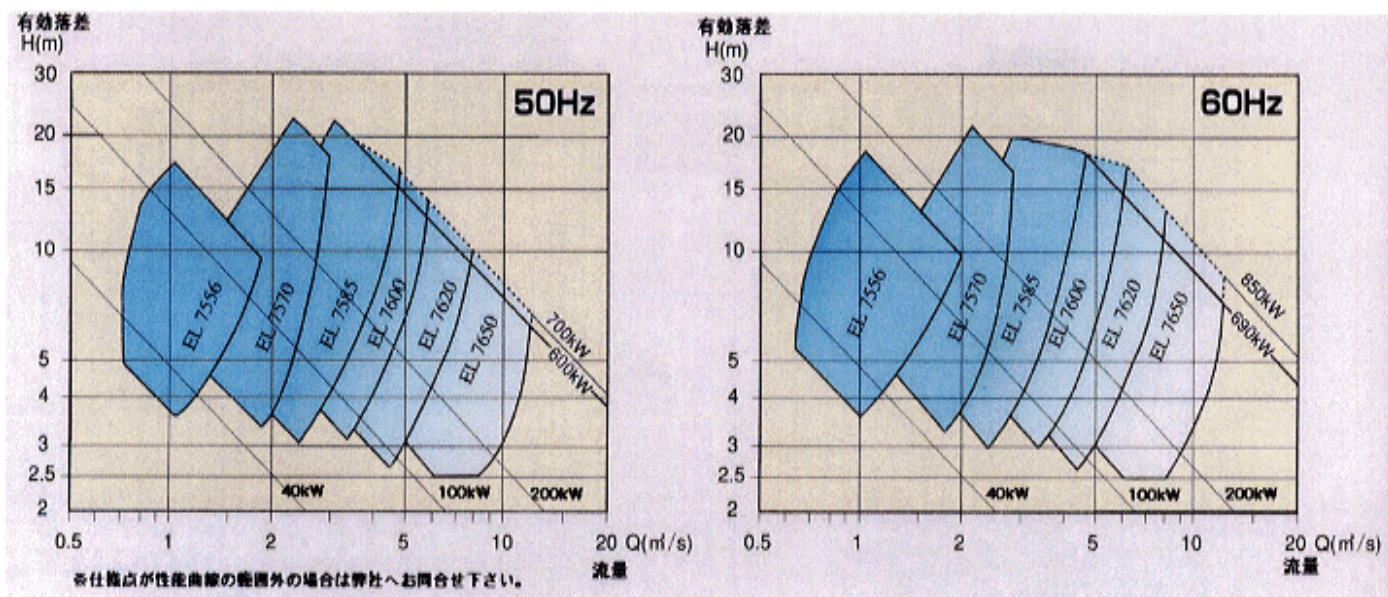 有効落差
H(m)
50Hz
30
20
15
10
5
4
3
2.5
2
EL 7556
EL 7570
EL 7585
EL 7600
EL 7620
EL 7650
700kW
600kW
40kW
100kW
200kW
0.5
1
2
5
10
20
Q(㎥/s)
流量
有効落差
H(m)
60Hz
30
20
15
10
5
4
3
2.5
2
EL 7556
EL 7570
EL 7585
EL 7600
EL 7620
EL 7650
850kW
690kW
40kW
100kW
200kW
0.5
1
2
5
10
20
Q(㎥/s)
流量
※仕様点が性能曲線の範囲外の場合は弊社へお問合せ下さい。